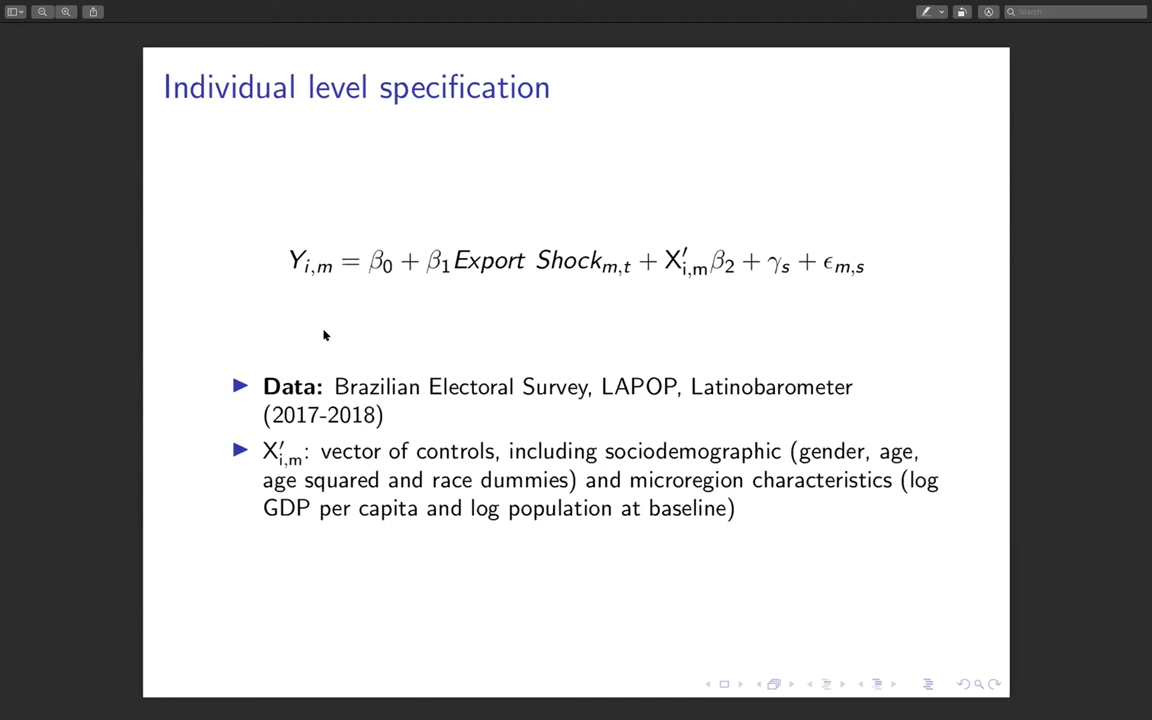 Search
Individual level specification
Y_{i,m} = β_0 + β_1 Export Shock_{m,t} + X′_{i,m}β_2 + γ_s + ϵ_{m,s}
Data: Brazilian Electoral Survey, LAPOP, Latinobarometer
(2017-2018)
X′_{i,m}: vector of controls, including sociodemographic (gender, age,
age squared and race dummies) and microregion characteristics (log
GDP per capita and log population at baseline)